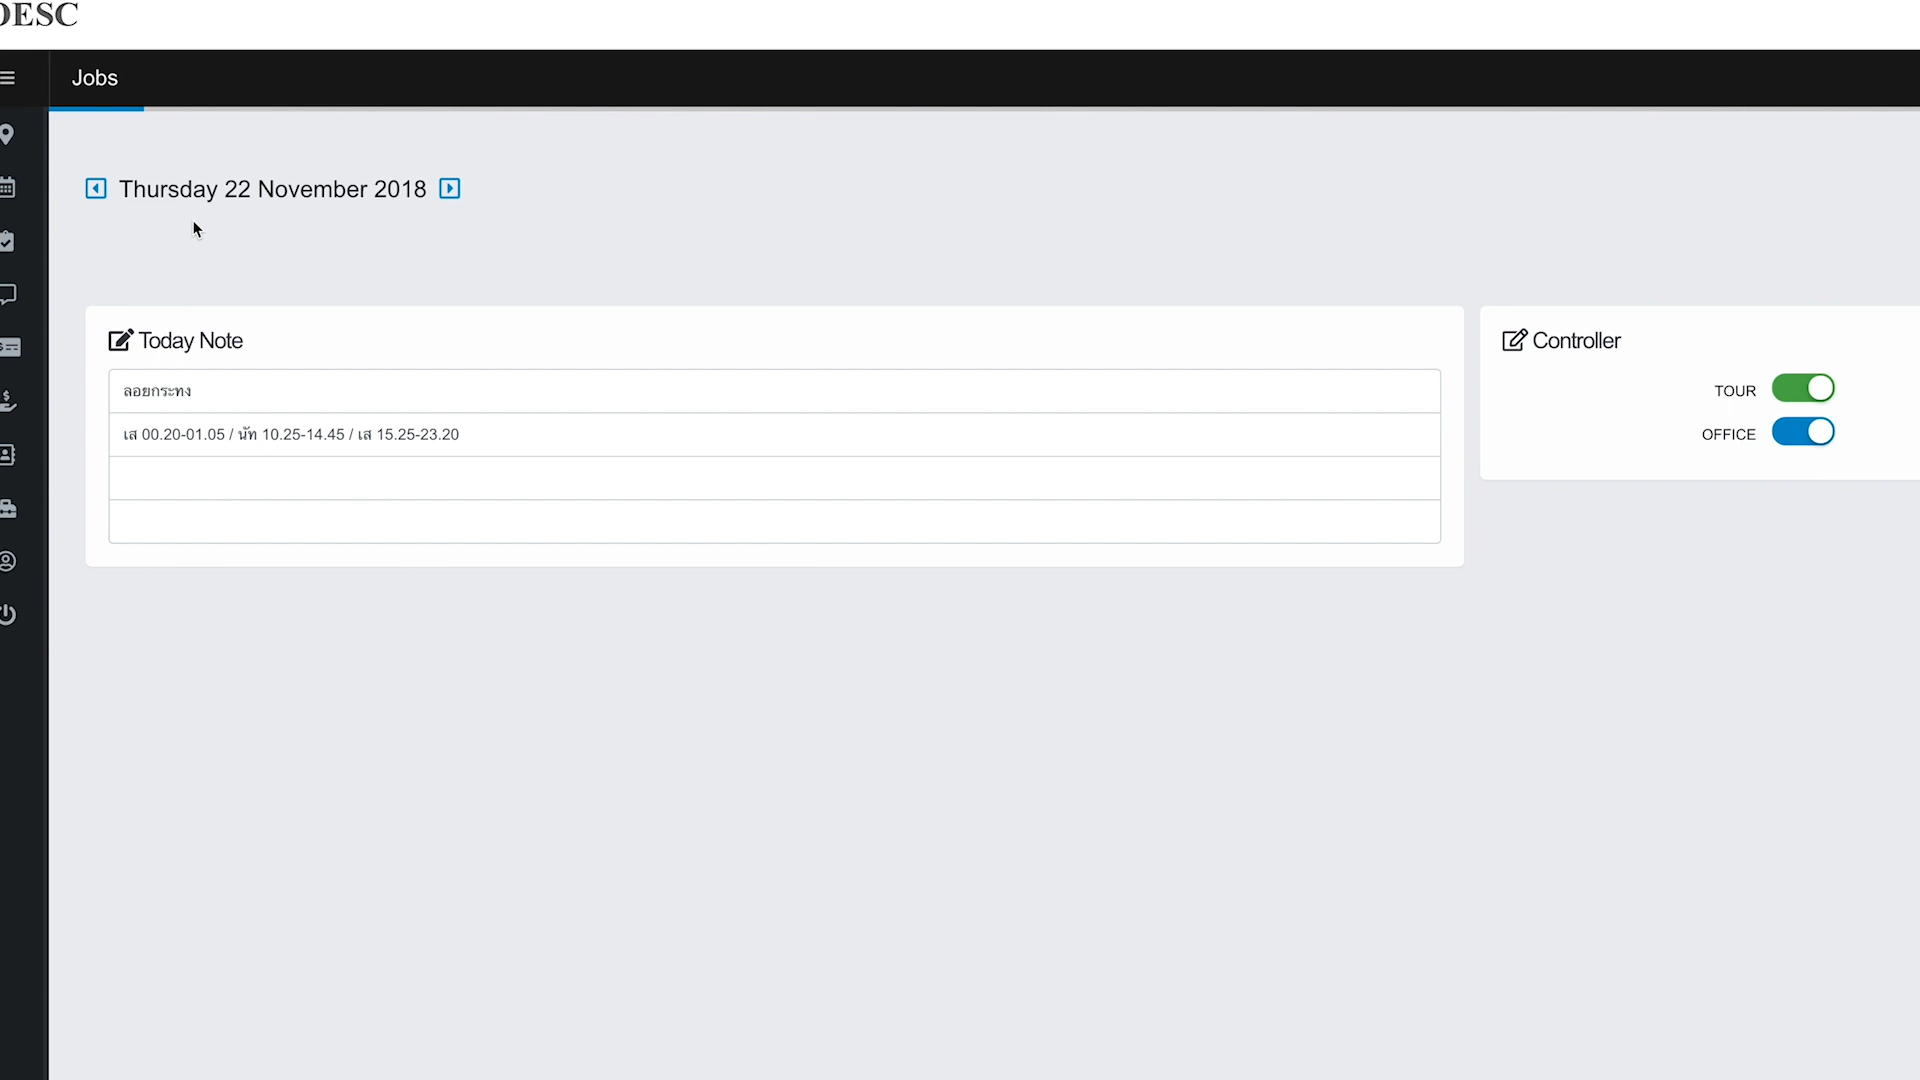 DESC
Jobs
Thursday 22 November 2018
Today Note
ลอยกระทง
เส 00.20-01.05 / นัท 10.25-14.45 / เส 15.25-23.20
Controller
TOUR
OFFICE